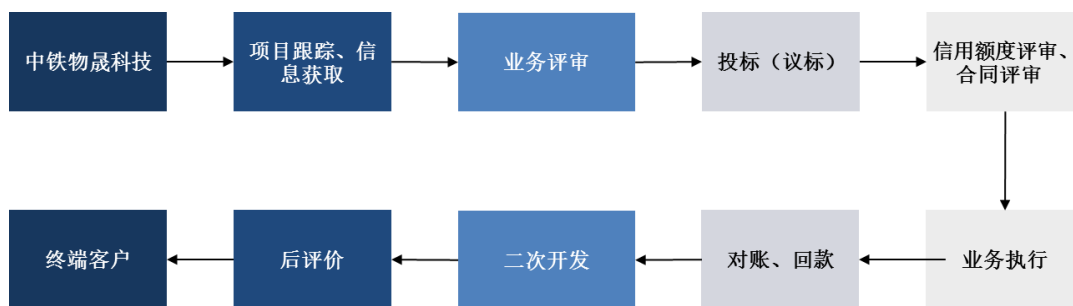 中铁物晟科技
项目跟踪、信
息获取
业务评审
投标（议标）
信用额度评审、
合同评审
业务执行
对账、回款
二次开发
后评价
终端客户